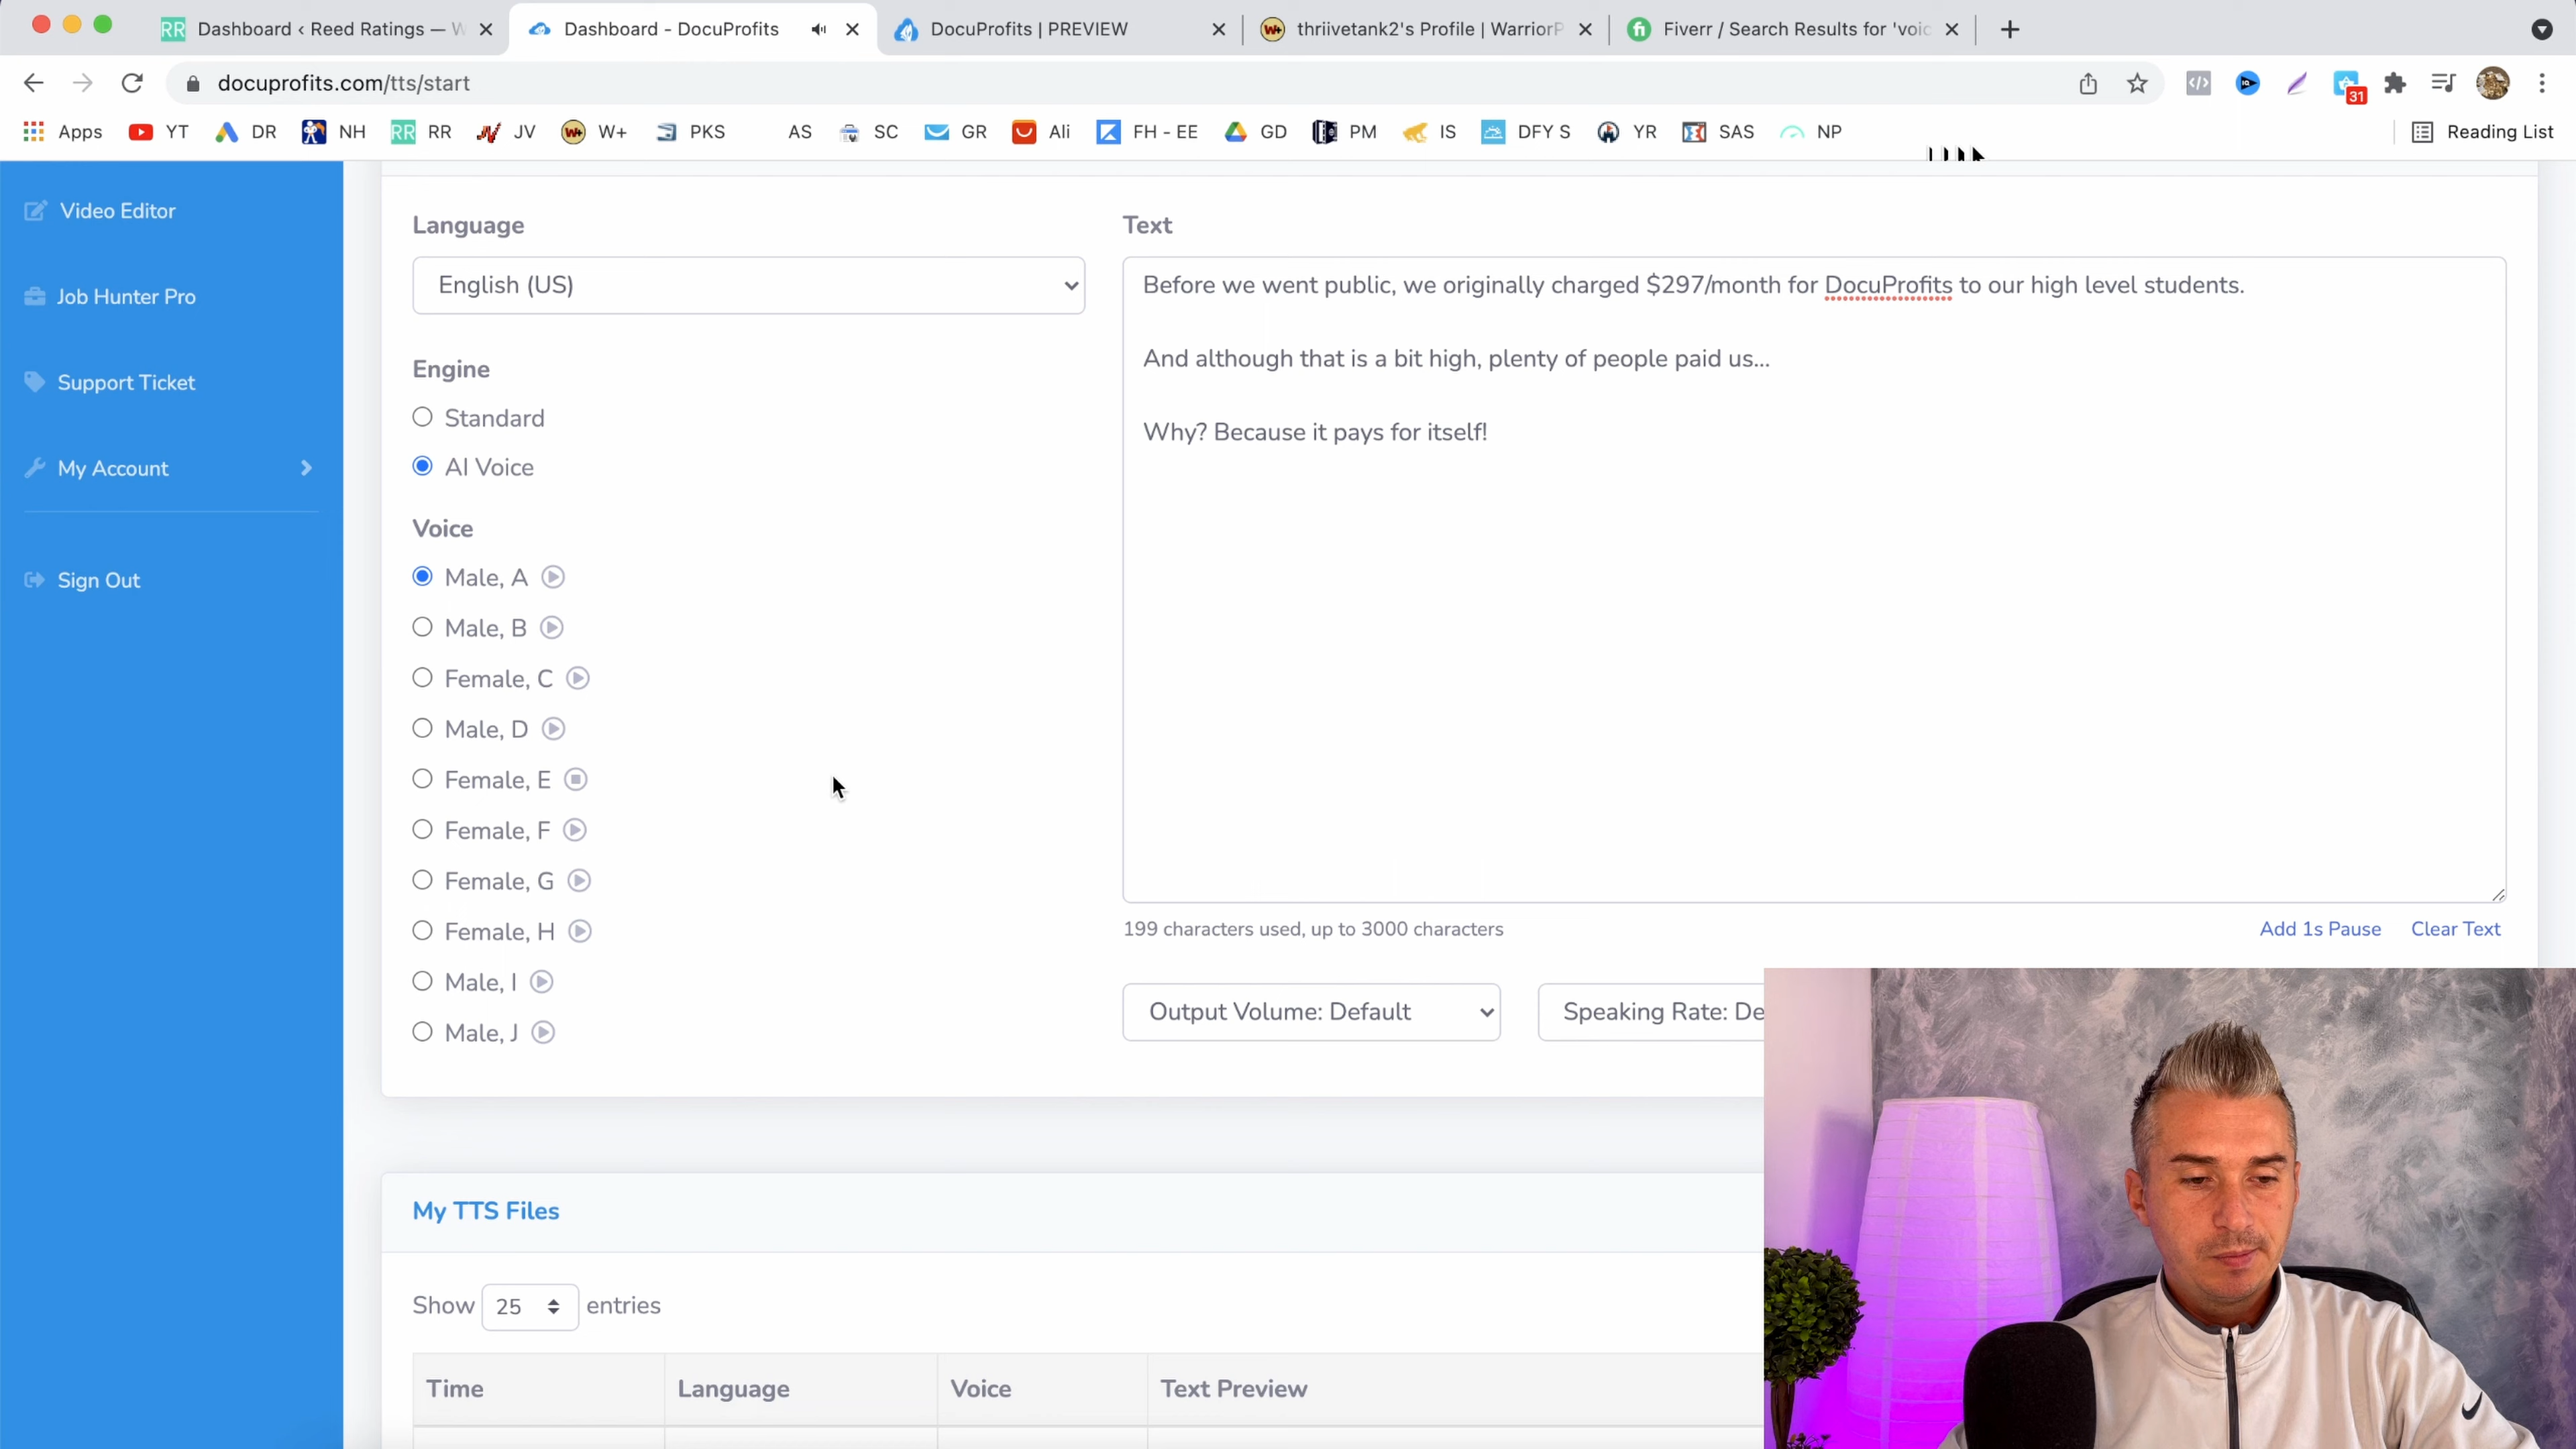 Dashboard ‹ Reed Ratings — W
Dashboard - DocuProfits
DocuProfits | PREVIEW
thriivetank2's Profile | WarriorP
Fiverr / Search Results for 'voic
docuprofits.com/tts/start
31
Apps
YT
DR
NH
RR
RR
JV
W+
PKS
AS
SC
GR
Ali
FH - EE
GD
PM
IS
DFY S
YR
SAS
NP
Reading List
Video Editor
Job Hunter Pro
Support Ticket
My Account
Sign Out
Language
English (US)
Engine
Standard
AI Voice
Voice
Male, A
Male, B
Female, C
Male, D
Female, E
Female, F
Female, G
Female, H
Male, I
Male, J
Text
Before we went public, we originally charged $297/month for DocuProfits to our high level students.
And although that is a bit high, plenty of people paid us...
Why? Because it pays for itself!
199 characters used, up to 3000 characters
Add 1s Pause
Clear Text
Output Volume: Default
Speaking Rate: De
My TTS Files
Show 25 entries
Time
Language
Voice
Text Preview